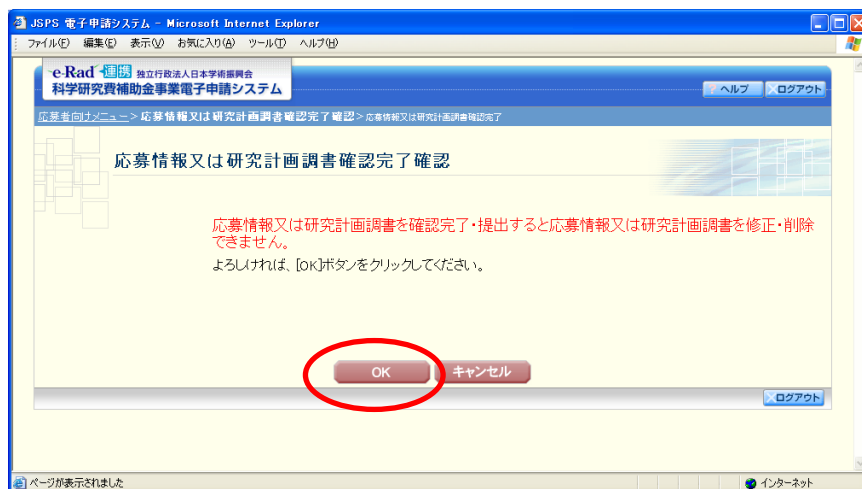 JSPS 電子申請システム - Microsoft Internet Explorer
ファイル(F) 編集(E) 表示(V) お気に入り(A) ツール(T) ヘルプ(H)
e-Rad 連携 独立行政法人日本学術振興会
科学研究費補助金事業電子申請システム
ヘルプ ログアウト
応募者向けメニュー>応募情報又は研究計画調書確認完了確認>応募情報又は研究計画調書確認完了
応募情報又は研究計画調書確認完了確認
応募情報又は研究計画調書を確認完了・提出すると応募情報又は研究計画調書を修正・削除
できません。
よろしければ、[OK]ボタンをクリックしてください。
OK キャンセル
ログアウト
ページが表示されました インターネット